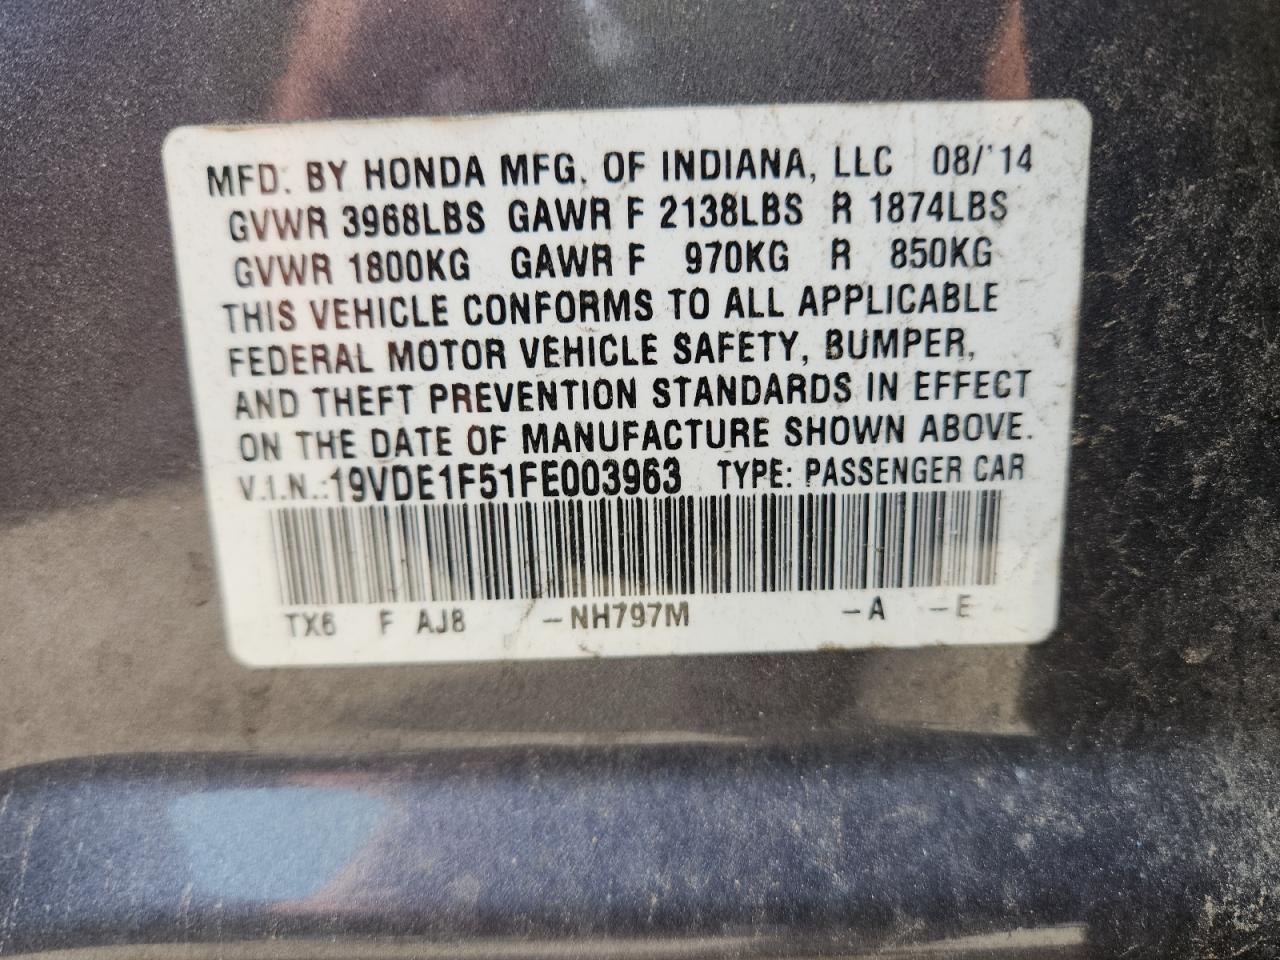 MFD. BY HONDA MFG. OF INDIANA, LLC 08/'14
GVWR 3968LBS GAWR F 2138LBS R 1874LBS
GVWR 1800KG GAWR F 970KG R 850KG
THIS VEHICLE CONFORMS TO ALL APPLICABLE
FEDERAL MOTOR VEHICLE SAFETY, BUMPER,
AND THEFT PREVENTION STANDARDS IN EFFECT
ON THE DATE OF MANUFACTURE SHOWN ABOVE.
V.I.N.:19VDE1F51FE003963 TYPE: PASSENGER CAR
TX6 F AJ8 -NH797M -A -E